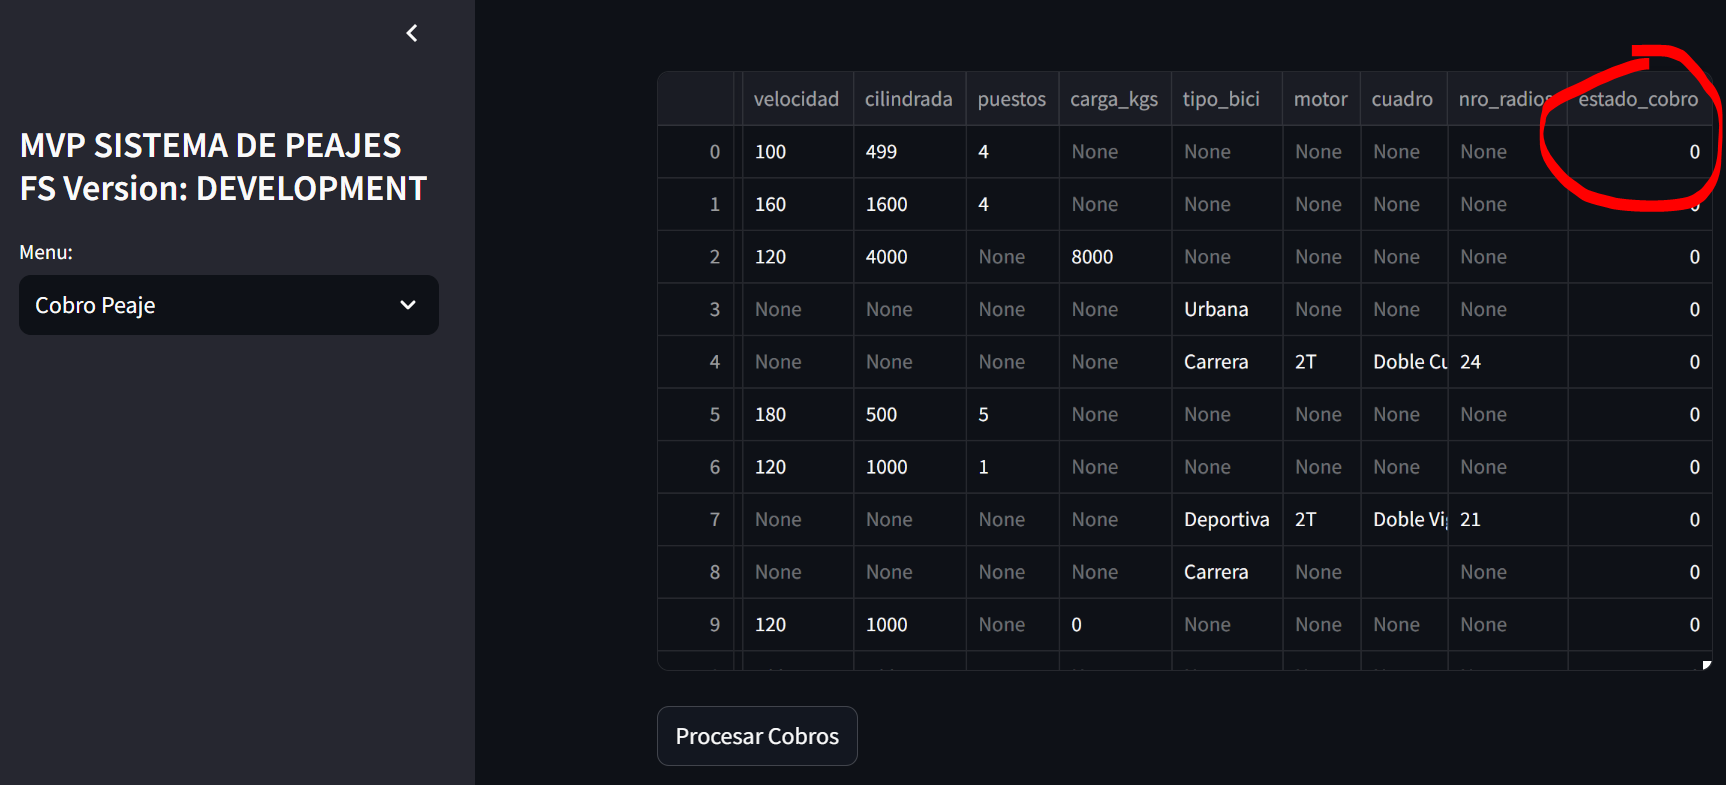 MVP SISTEMA DE PEAJES
FS Version: DEVELOPMENT
Menu:
Cobro Peaje
velocidad cilindrada puestos carga_kgs tipo_bici motor cuadro nro_radios estado_cobro
0 100 499 4 None None None None None 0
1 160 1600 4 None None None None None 0
2 120 4000 None 8000 None None None None 0
3 None None None None Urbana None None None 0
4 None None None None Carrera 2T Doble Cu 24 0
5 180 500 5 None None None None None 0
6 120 1000 1 None None None None None 0
7 None None None None Deportiva 2T Doble Vi 21 0
8 None None None None Carrera None None 0
9 120 1000 None 0 None None None None 0
Procesar Cobros